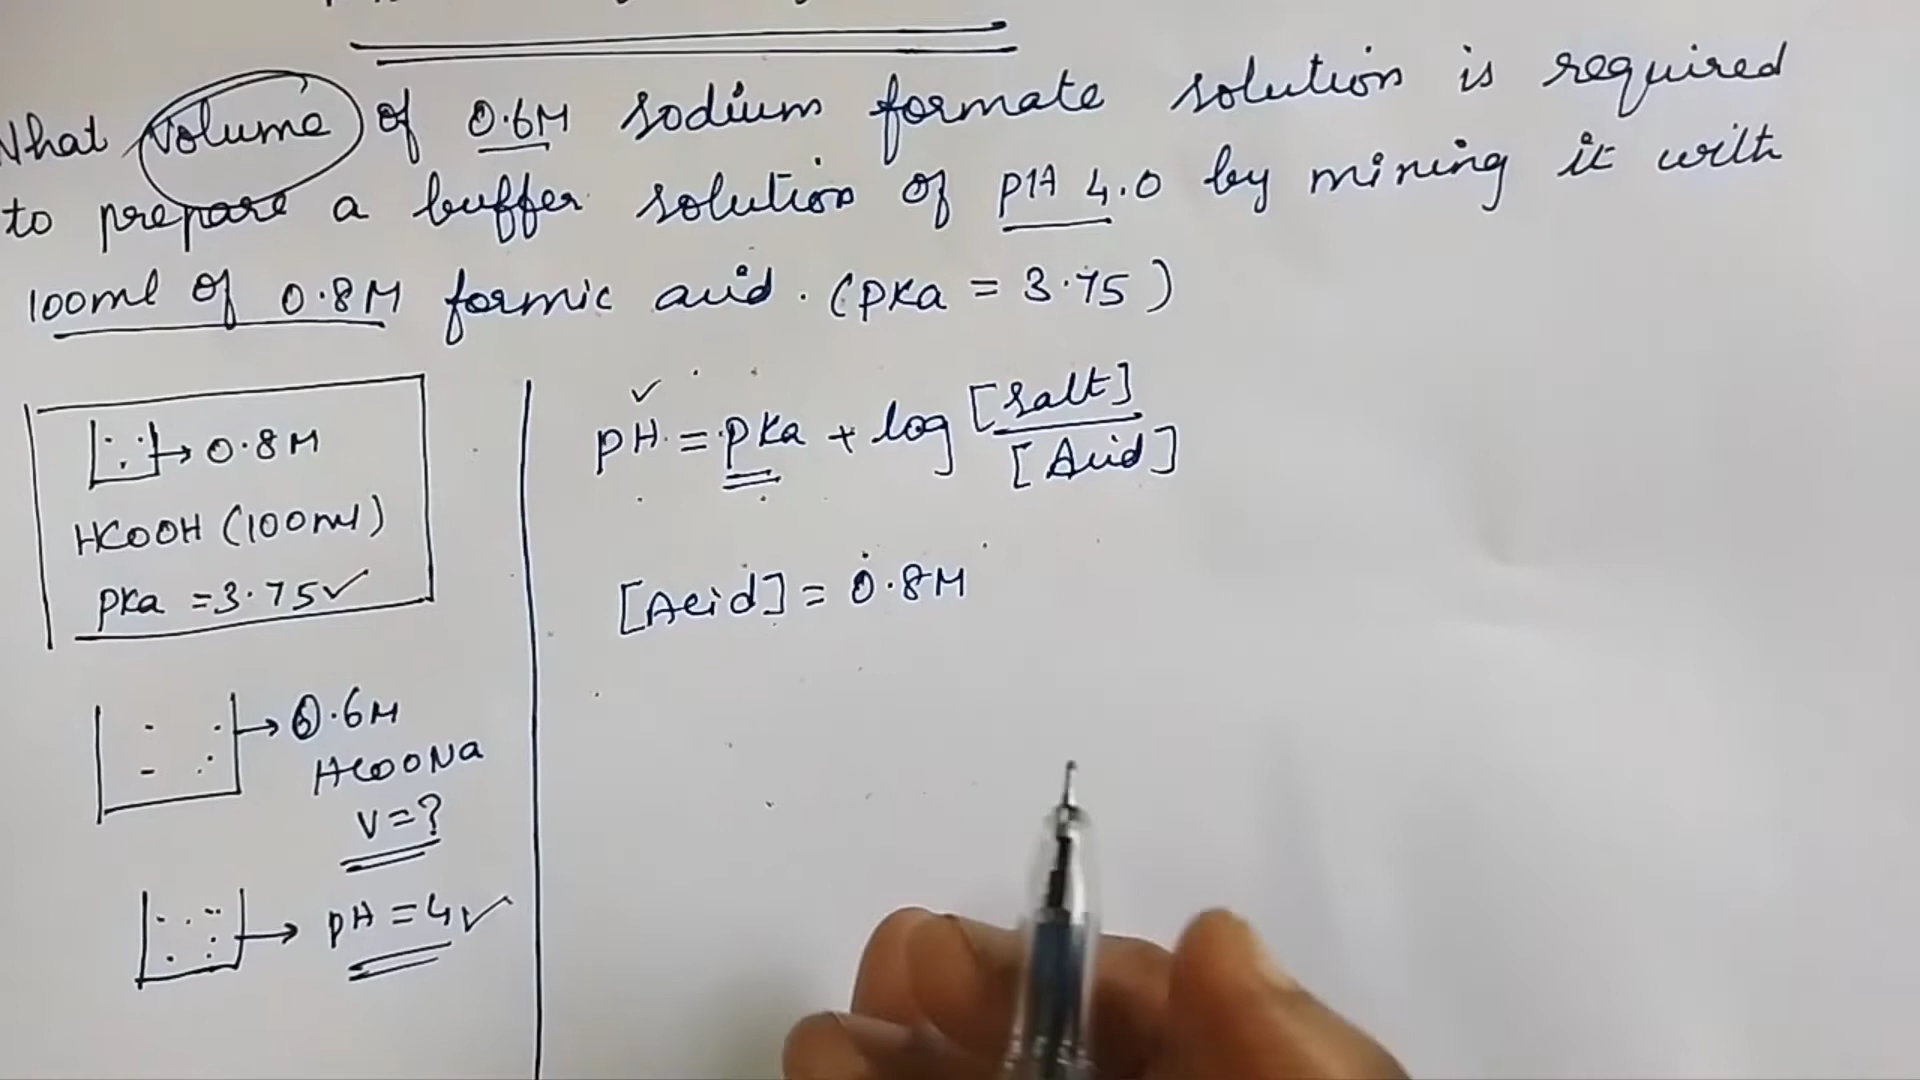 What volume of 0.6M sodium formate solution is required
to prepare a buffer solution of pH 4.0 by mixing it with
100ml of 0.8M formic acid. (pKa = 3.75)
→ 0.8M
HCOOH (100ml)
pKa = 3.75✓
→ 0.6M
HCOONa
V = ?
→ pH = 4✓
✓
pH = pKa + log [Salt]
[Acid]
[Acid] = 0.8M